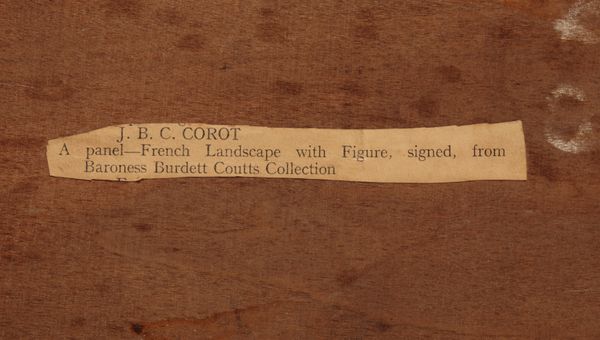 J. B. C. COROT
A panel—French Landscape with Figure, signed, from
Baroness Burdett Coutts Collection